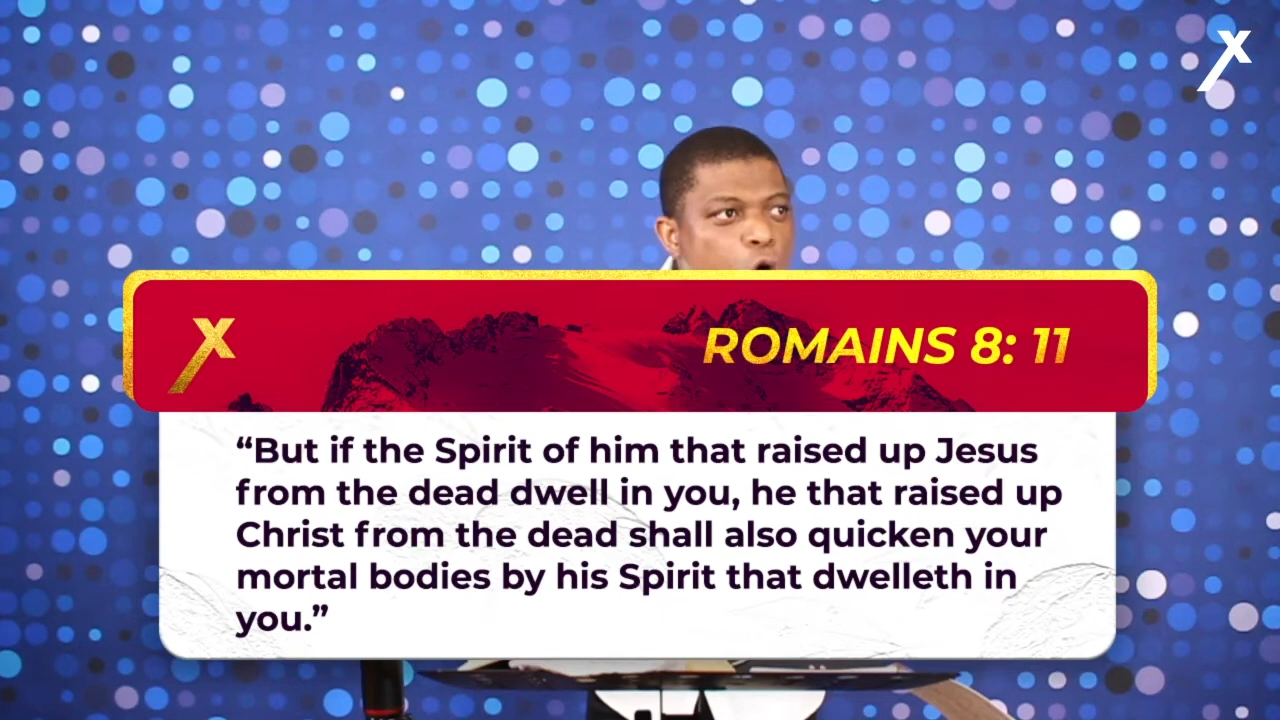 ROMAINS 8: 11
“But if the Spirit of him that raised up Jesus
from the dead dwell in you, he that raised up
Christ from the dead shall also quicken your
mortal bodies by his Spirit that dwelleth in
you.”